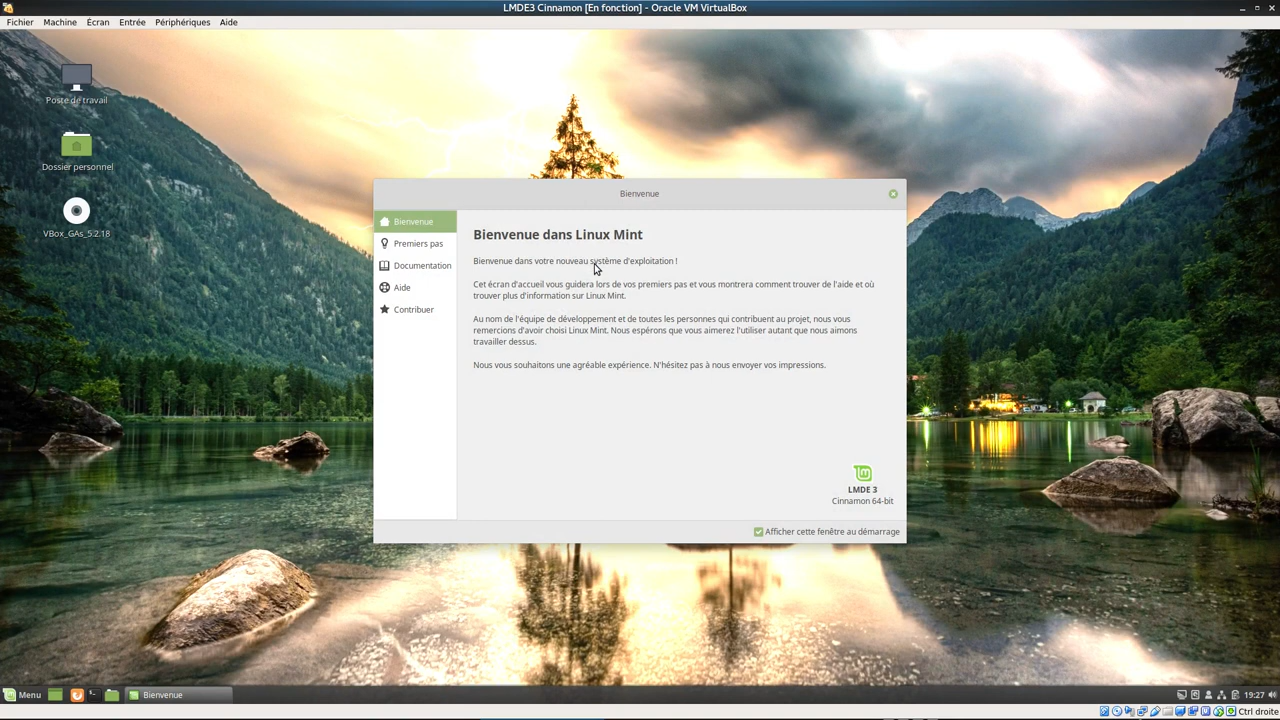 LMDE3 Cinnamon [En fonction] - Oracle VM VirtualBox
Fichier Machine Écran Entrée Périphériques Aide
Poste de travail
Dossier personnel
VBox_GAs_5.2.18
Bienvenue
Bienvenue
Premiers pas
Documentation
Aide
Contribuer
Bienvenue dans Linux Mint
Bienvenue dans votre nouveau système d'exploitation !
Cet écran d'accueil vous guidera lors de vos premiers pas et vous montrera comment trouver de l'aide et où
trouver plus d'information sur Linux Mint.
Au nom de l'équipe de développement et de toutes les personnes qui contribuent au projet, nous vous
remercions d'avoir choisi Linux Mint. Nous espérons que vous aimerez l'utiliser autant que nous aimons
travailler dessus.
Nous vous souhaitons une agréable expérience. N'hésitez pas à nous envoyer vos impressions.
LMDE 3
Cinnamon 64-bit
Afficher cette fenêtre au démarrage
Menu Bienvenue 19:27
Ctrl droite